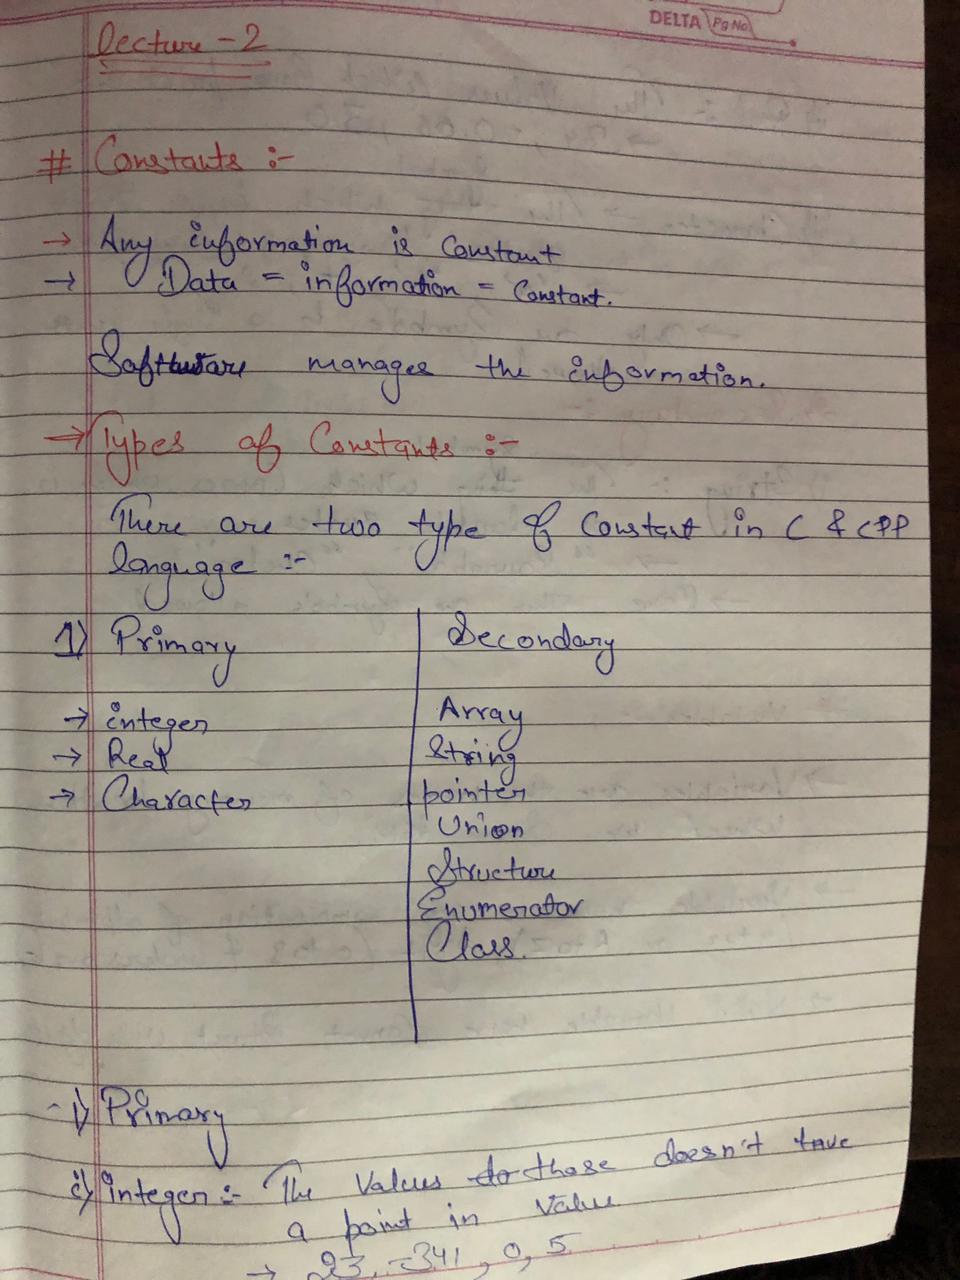 DELTA Pg No
Lecture - 2
# Constants :-
→ Any information is Constant
→ Data = information = Constant.
Software manages the information.
→ Types of Constants :-
There are two type of Constant in C & CPP
language :-
1) Primary Secondary
→ integer Array
→ Real String
→ Character pointer
Union
Structure
Enumerator
Class.
1) Primary
i) integer :- The Values those doesn't have
a point in Value
→ 23, -341, 0, 5